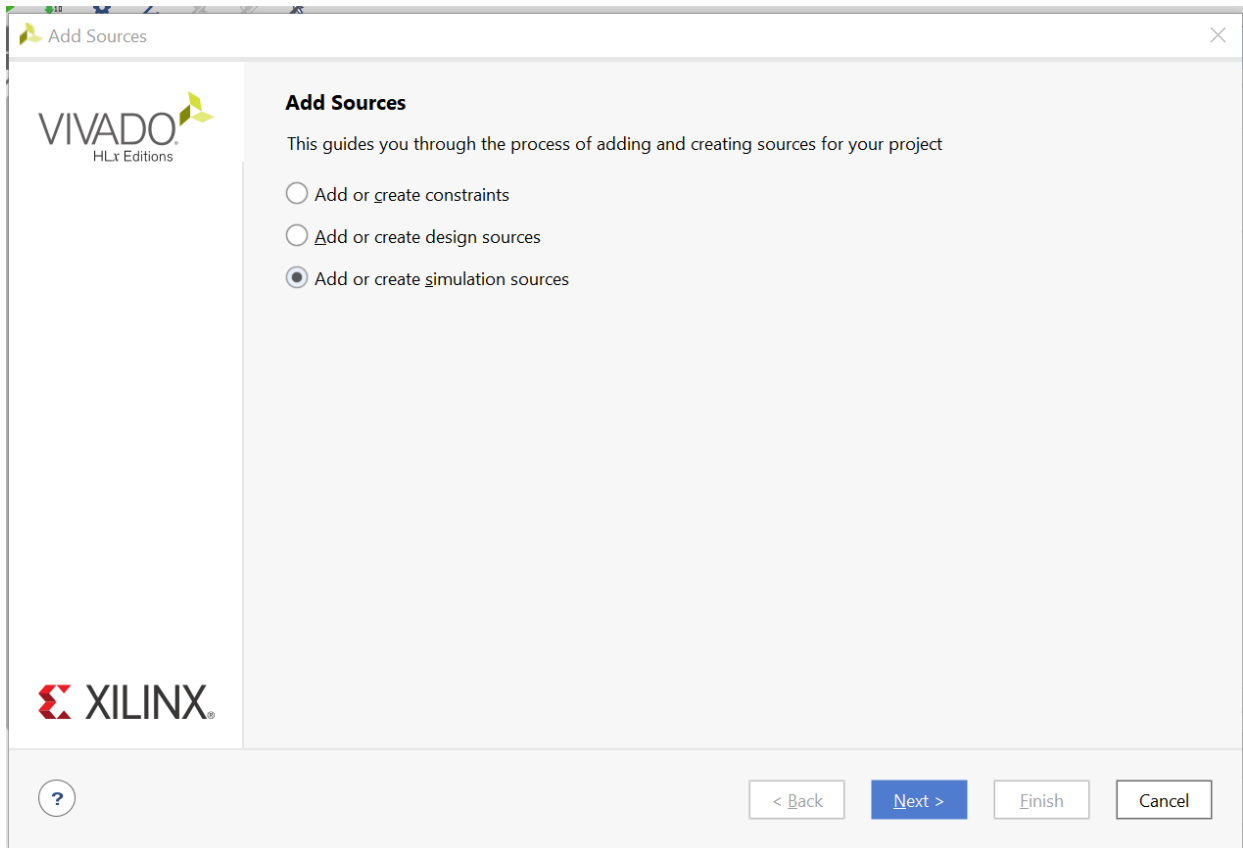 10
Add Sources
VIVADO.
HLx Editions
Add Sources
This guides you through the process of adding and creating sources for your project
Add or create constraints
Add or create design sources
Add or create simulation sources
XILINX®
?
< Back
Next >
Finish
Cancel